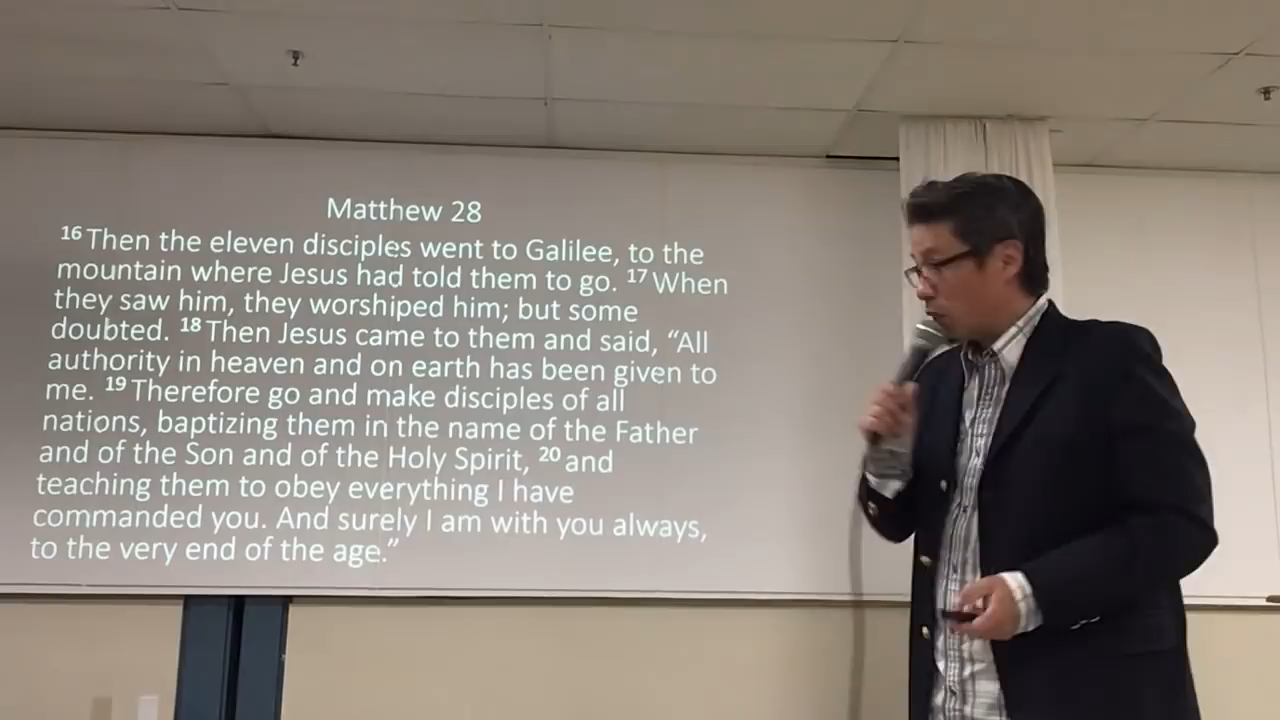 Matthew 28
16 Then the eleven disciples went to Galilee, to the
mountain where Jesus had told them to go. 17 When
they saw him, they worshiped him; but some
doubted. 18 Then Jesus came to them and said, “All
authority in heaven and on earth has been given to
me. 19 Therefore go and make disciples of all
nations, baptizing them in the name of the Father
and of the Son and of the Holy Spirit, 20 and
teaching them to obey everything I have
commanded you. And surely I am with you always,
to the very end of the age.”